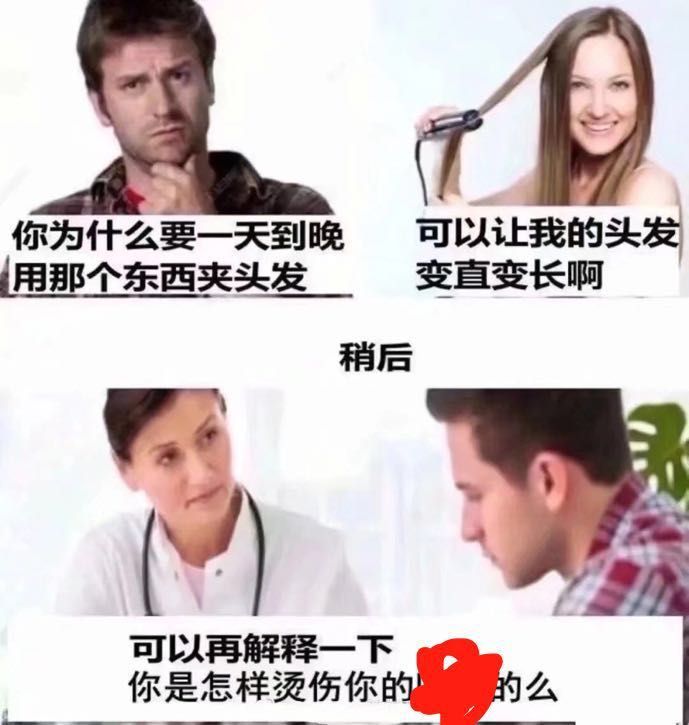 你为什么要一天到晚
用那个东西夹头发
可以让我的头发
变直变长啊
稍后
可以再解释一下
你是怎样烫伤你的的么